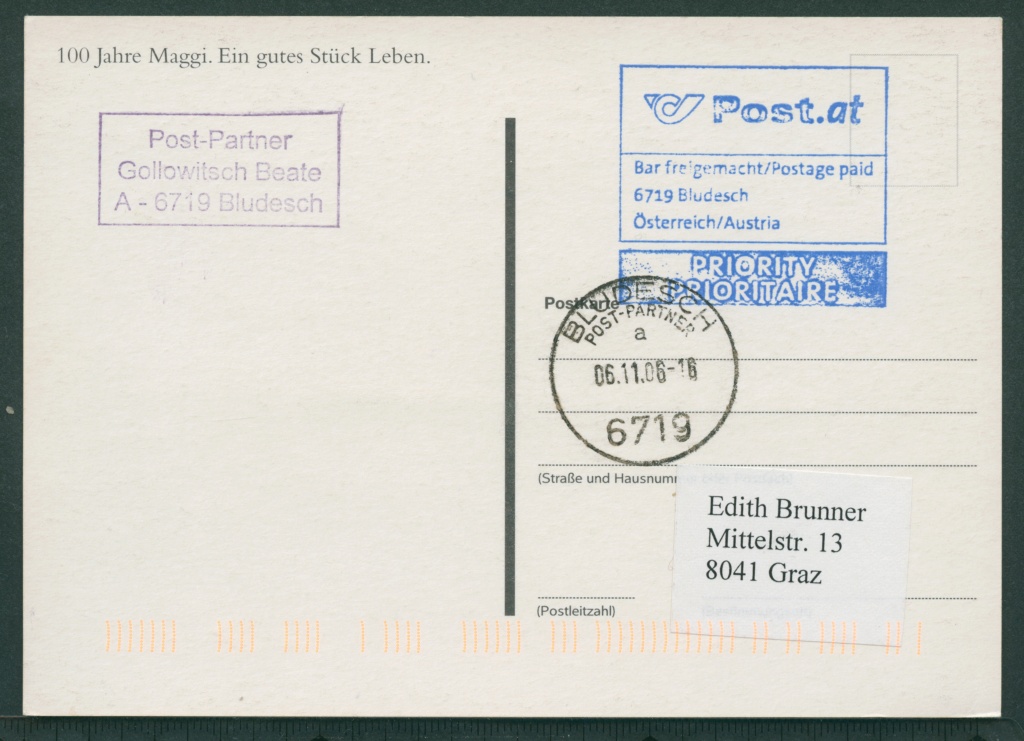 100 Jahre Maggi. Ein gutes Stück Leben.
Post-Partner
Gollowitsch Beate
A - 6719 Bludesch
Post.at
Bar freigemacht/Postage paid
6719 Bludesch
Österreich/Austria
PRIORITY
PRIORITAIRE
Postkarte
BLUDESCH
POST-PARTNER
a
06.11.06-16
6719
(Straße und Hausnumm
Edith Brunner
Mittelstr. 13
8041 Graz
(Postleitzahl)